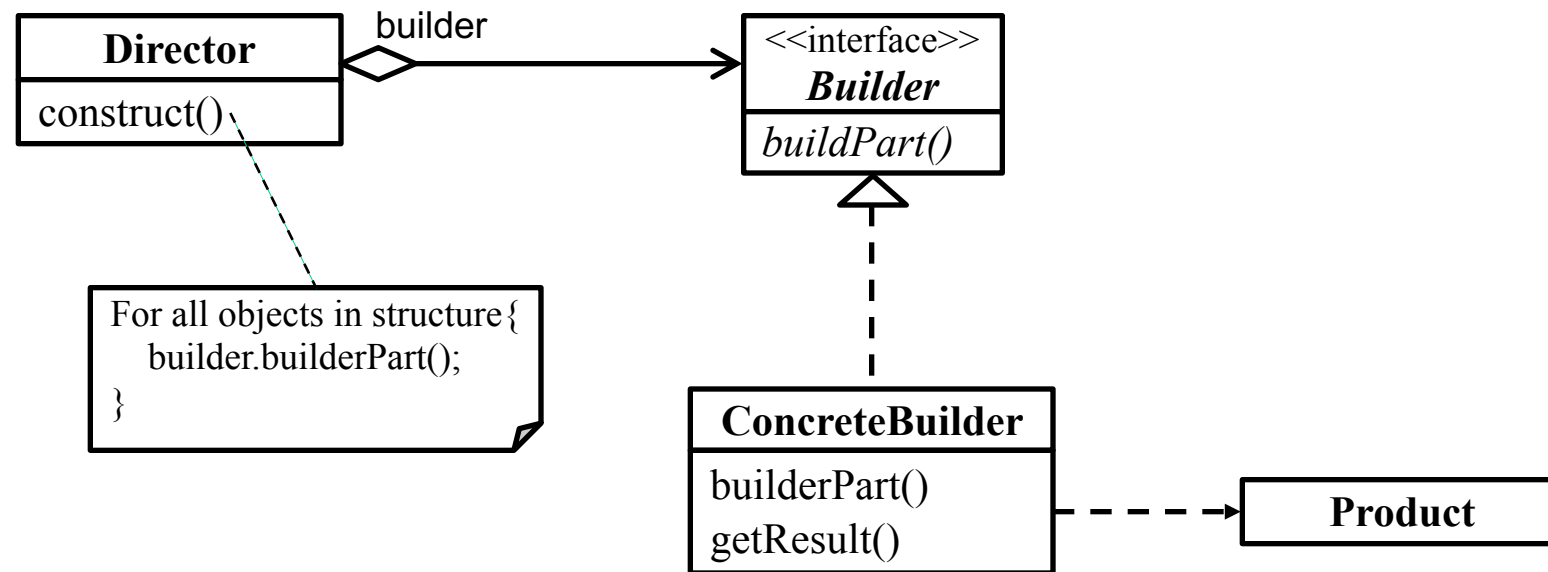 Director
construct()
builder
<<interface>>
Builder
buildPart()
For all objects in structure{
builder.builderPart();
}
ConcreteBuilder
builderPart()
getResult()
Product